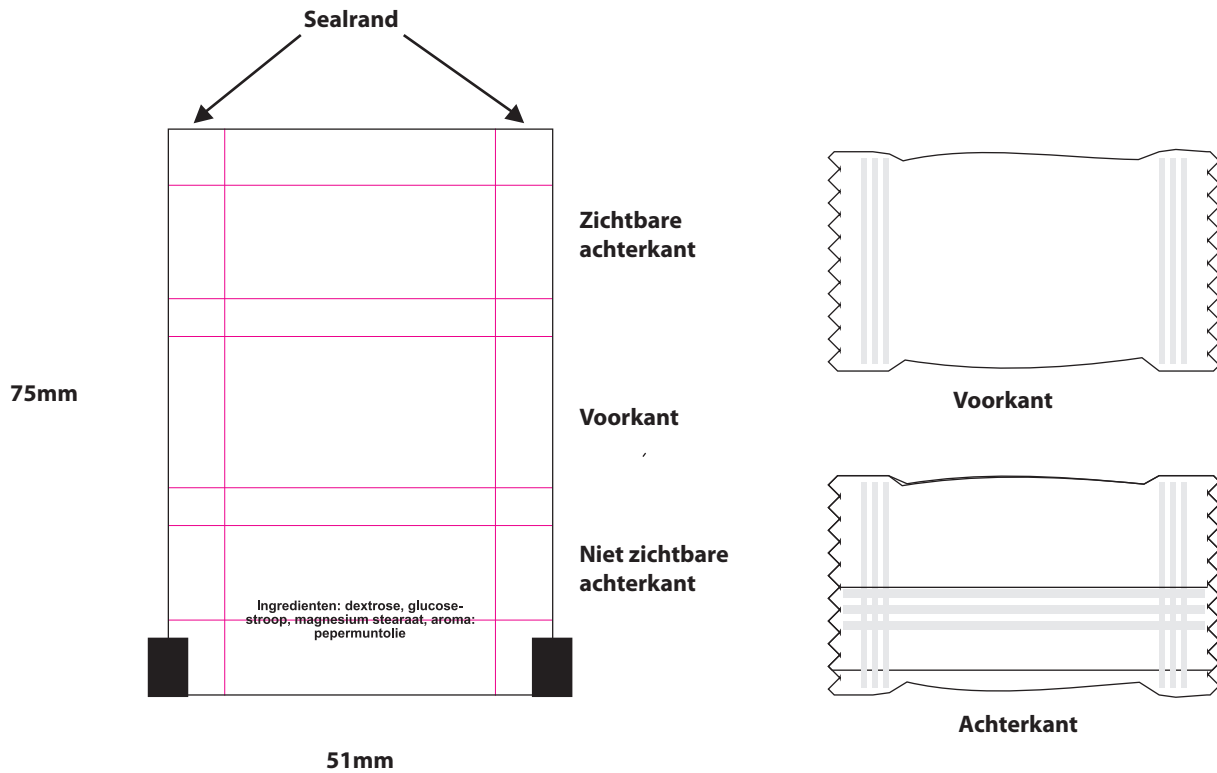 Sealrand
Zichtbare
achterkant
75mm
Voorkant
Niet zichtbare
achterkant
Ingredienten: dextrose, glucose-
stroop, magnesium stearaat, aroma:
pepermuntolie
51mm
Voorkant
Achterkant